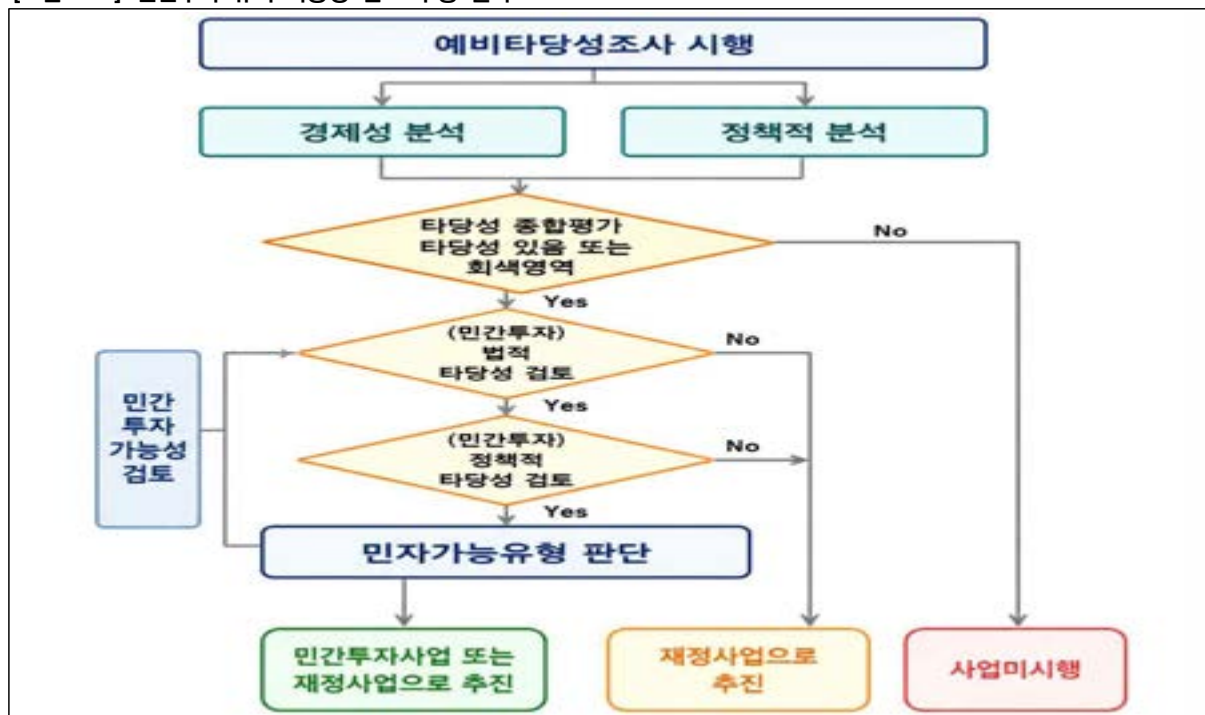 예비타당성조사 시행
경제성 분석
정책적 분석
타당성 종합평가
타당성 있음 또는
회색영역
No
Yes
(민간투자)
법적
타당성 검토
No
민간
투자
가능성
검토
Yes
(민간투자)
정책적
타당성 검토
No
Yes
민자가능유형 판단
민간투자사업 또는
재정사업으로 추진
재정사업으로
추진
사업미시행